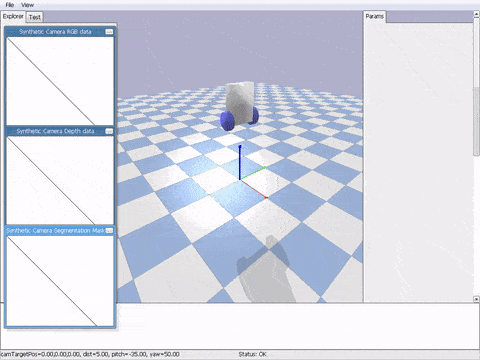 File View
Explorer Test
Params
Synthetic Camera RGB data
Synthetic Camera Depth data
Synthetic Camera Segmentation Mask
camTargetPos=0.00,0.00,0.00, dist=5.00, pitch=-35.00, yaw=50.00 Status: OK